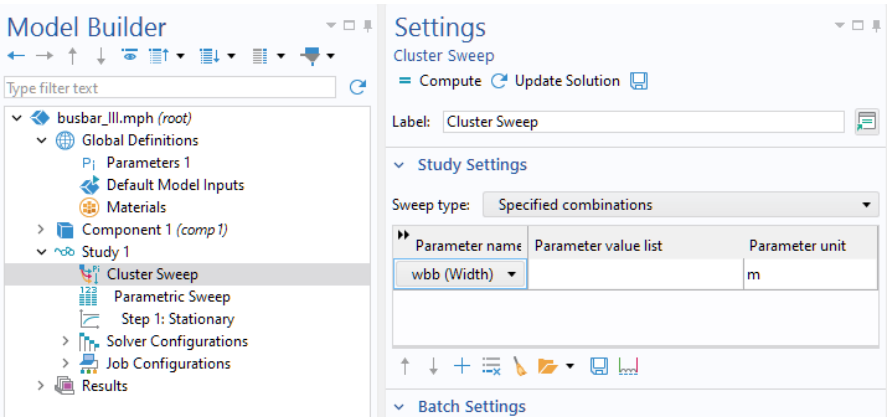 Model Builder
Type filter text
busbar_III.mph (root)
Global Definitions
Pi Parameters 1
Default Model Inputs
Materials
Component 1 (comp1)
Study 1
Cluster Sweep
123
Parametric Sweep
Step 1: Stationary
Solver Configurations
Job Configurations
Results
Settings
Cluster Sweep
= Compute Update Solution
Label: Cluster Sweep
Study Settings
Sweep type: Specified combinations
Parameter name Parameter value list Parameter unit
wbb (Width) m
Batch Settings